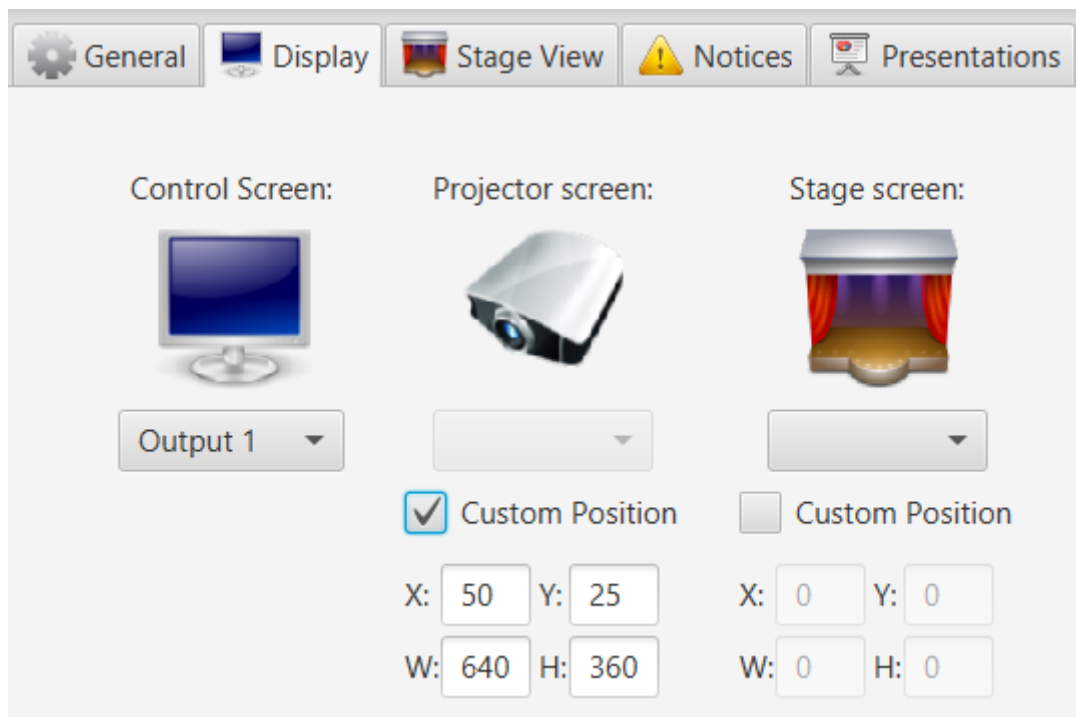 General Display Stage View Notices Presentations
Control Screen: Projector screen: Stage screen:
Output 1
Custom Position Custom Position
X: 50 Y: 25 X: 0 Y: 0
W: 640 H: 360 W: 0 H: 0